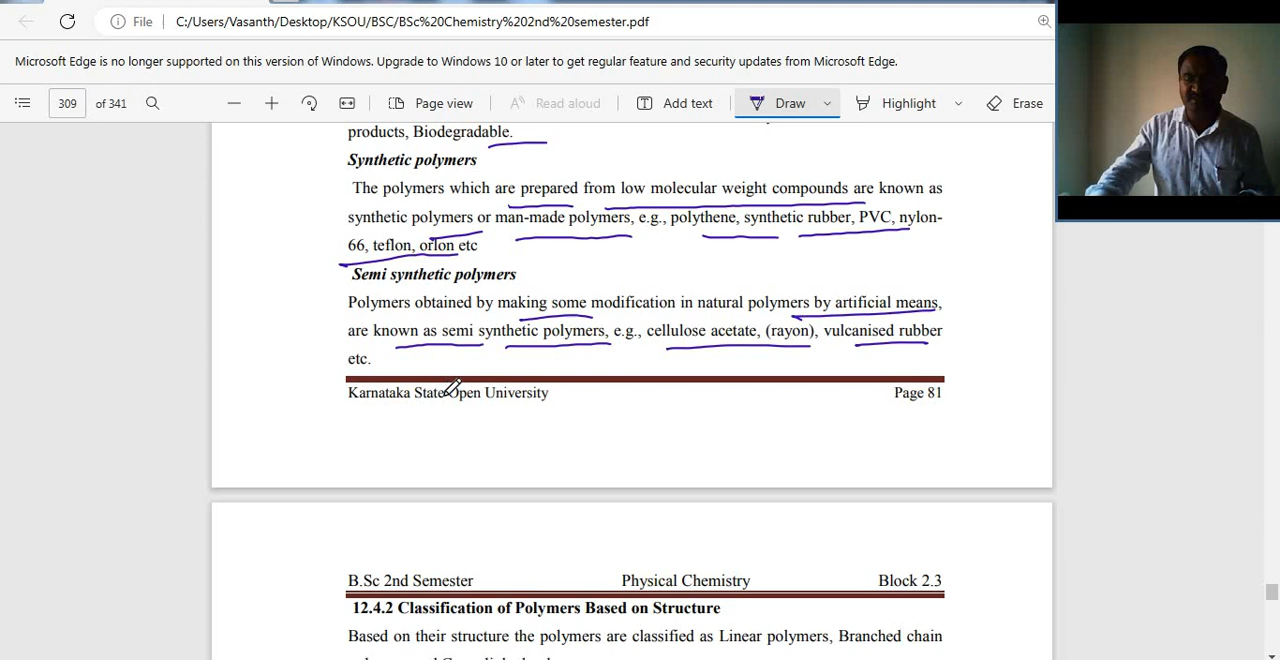 File
C:/Users/Vasanth/Desktop/KSOU/BSC/BSc%20Chemistry%202nd%20semester.pdf
Microsoft Edge is no longer supported on this version of Windows. Upgrade to Windows 10 or later to get regular feature and security updates from Microsoft Edge.
309 of 341 Page view Read aloud Add text Draw Highlight Erase
products, Biodegradable.
Synthetic polymers
The polymers which are prepared from low molecular weight compounds are known as
synthetic polymers or man-made polymers, e.g., polythene, synthetic rubber, PVC, nylon-
66, teflon, orlon etc
Semi synthetic polymers
Polymers obtained by making some modification in natural polymers by artificial means,
are known as semi synthetic polymers, e.g., cellulose acetate, (rayon), vulcanised rubber
etc.
Karnataka State Open University Page 81
B.Sc 2nd Semester Physical Chemistry Block 2.3
12.4.2 Classification of Polymers Based on Structure
Based on their structure the polymers are classified as Linear polymers, Branched chain